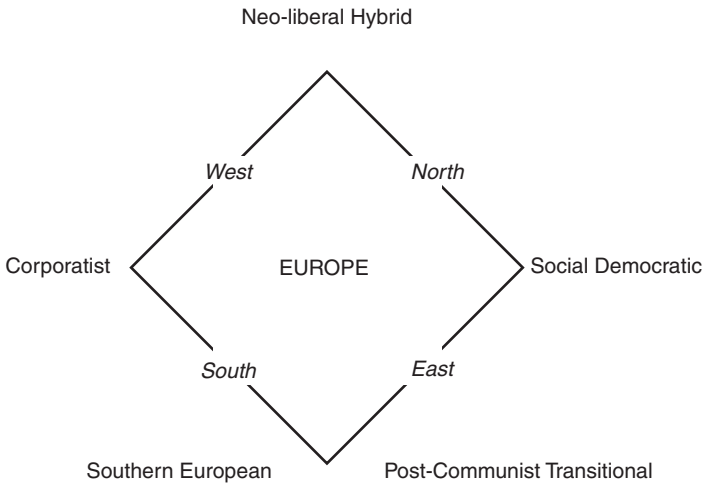 Neo-liberal Hybrid
West
North
Corporatist
EUROPE
Social Democratic
South
East
Southern European
Post-Communist Transitional